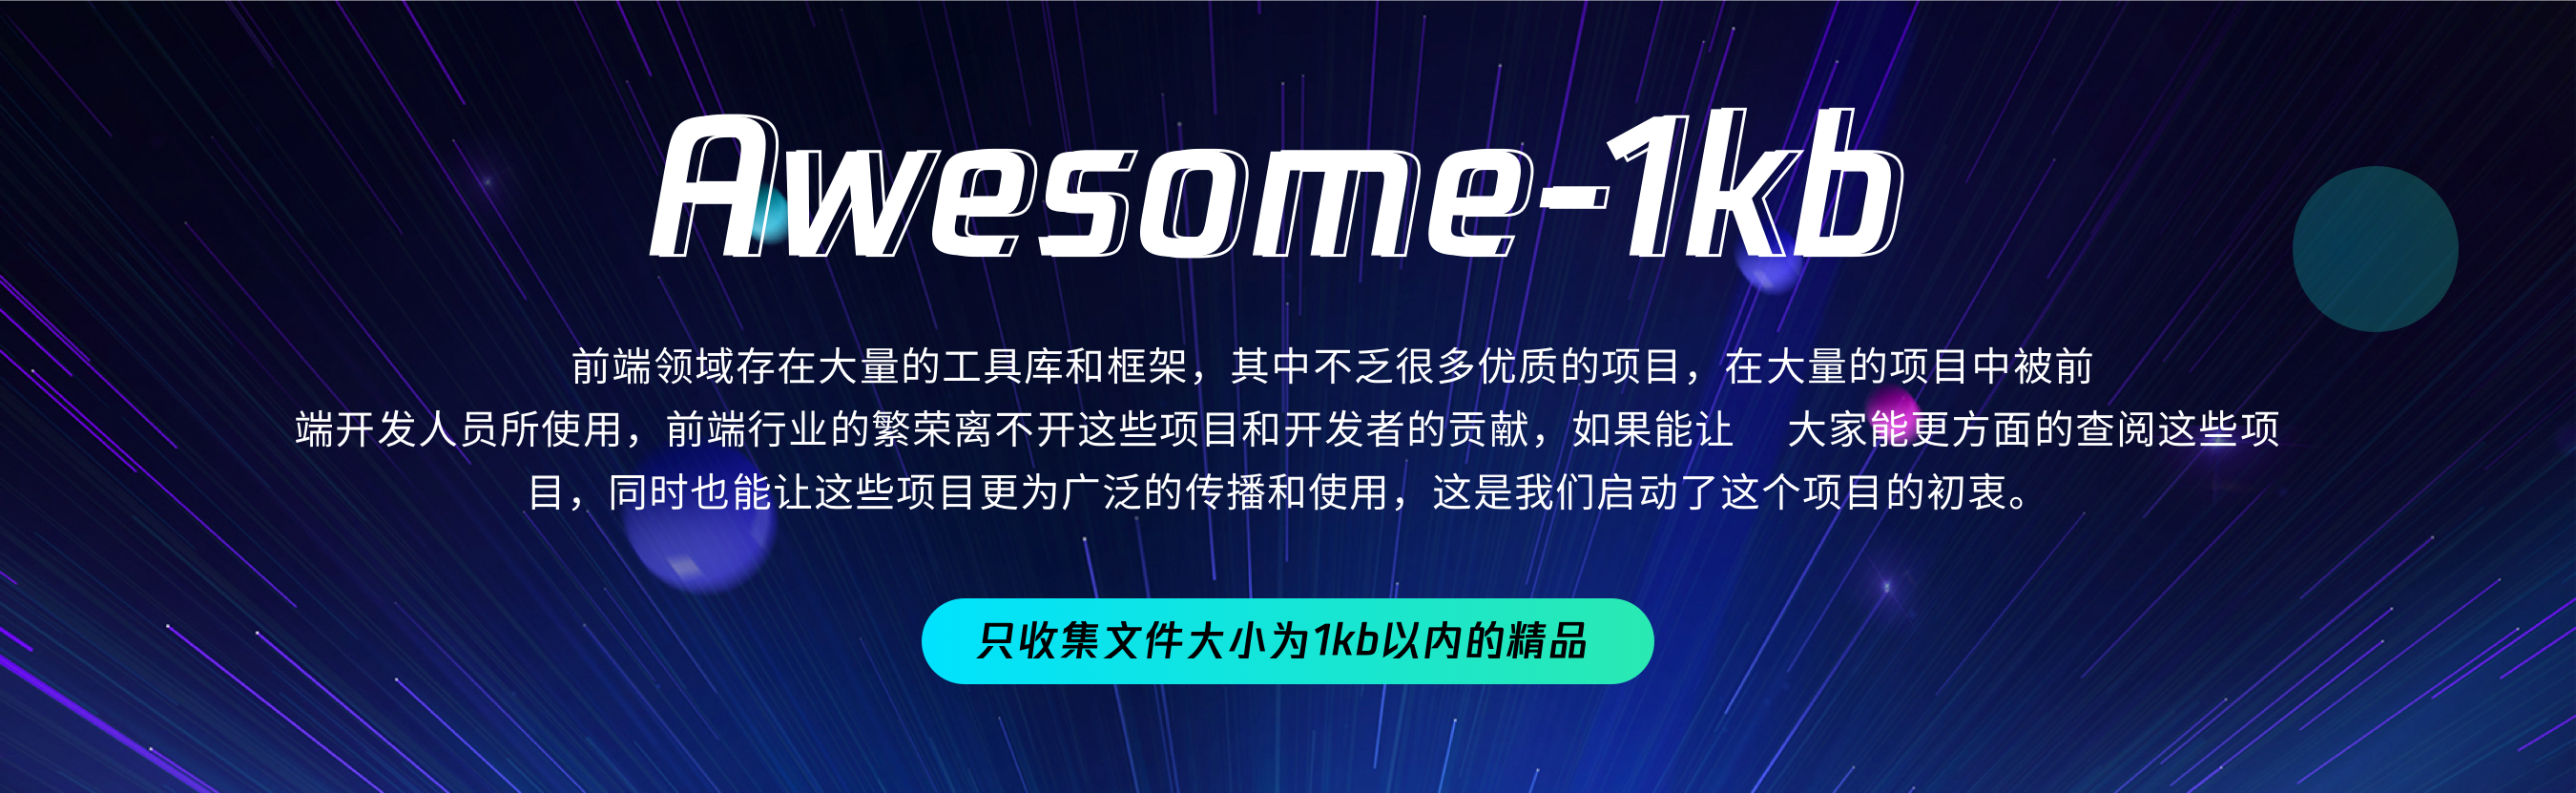 Awesome-1kb
前端领域存在大量的工具库和框架，其中不乏很多优质的项目，在大量的项目中被前
端开发人员所使用，前端行业的繁荣离不开这些项目和开发者的贡献，如果能让 大家能更方面的查阅这些项
目，同时也能让这些项目更为广泛的传播和使用，这是我们启动了这个项目的初衷。
只收集文件大小为1kb以内的精品